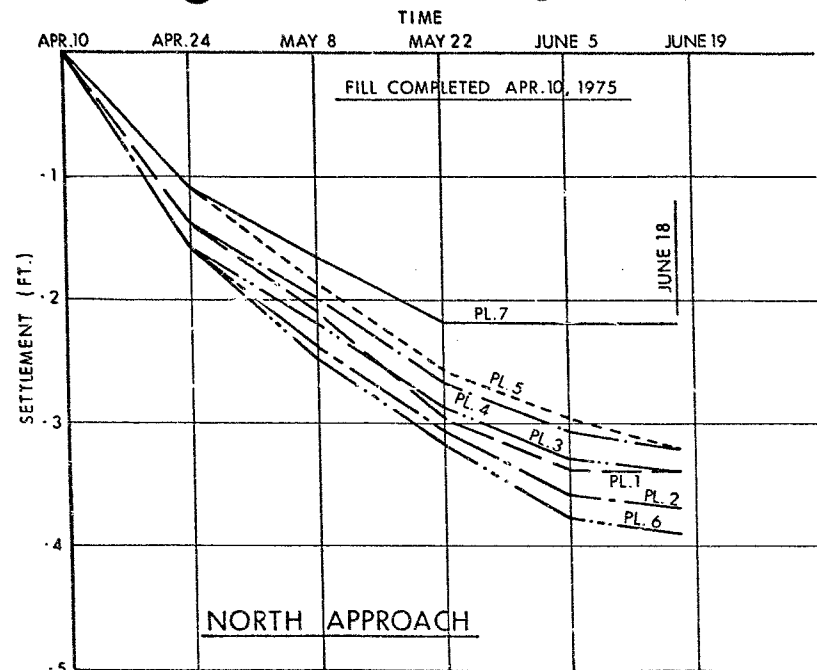 TIME
APR.10 APR.24 MAY 8 MAY 22 JUNE 5 JUNE 19
FILL COMPLETED APR.10, 1975
.1
JUNE 18
.2
PL.7
SETTLEMENT (FT.)
PL.5
PL.4
.3
PL.3
PL.1
PL.2
PL.6
.4
NORTH APPROACH
.5